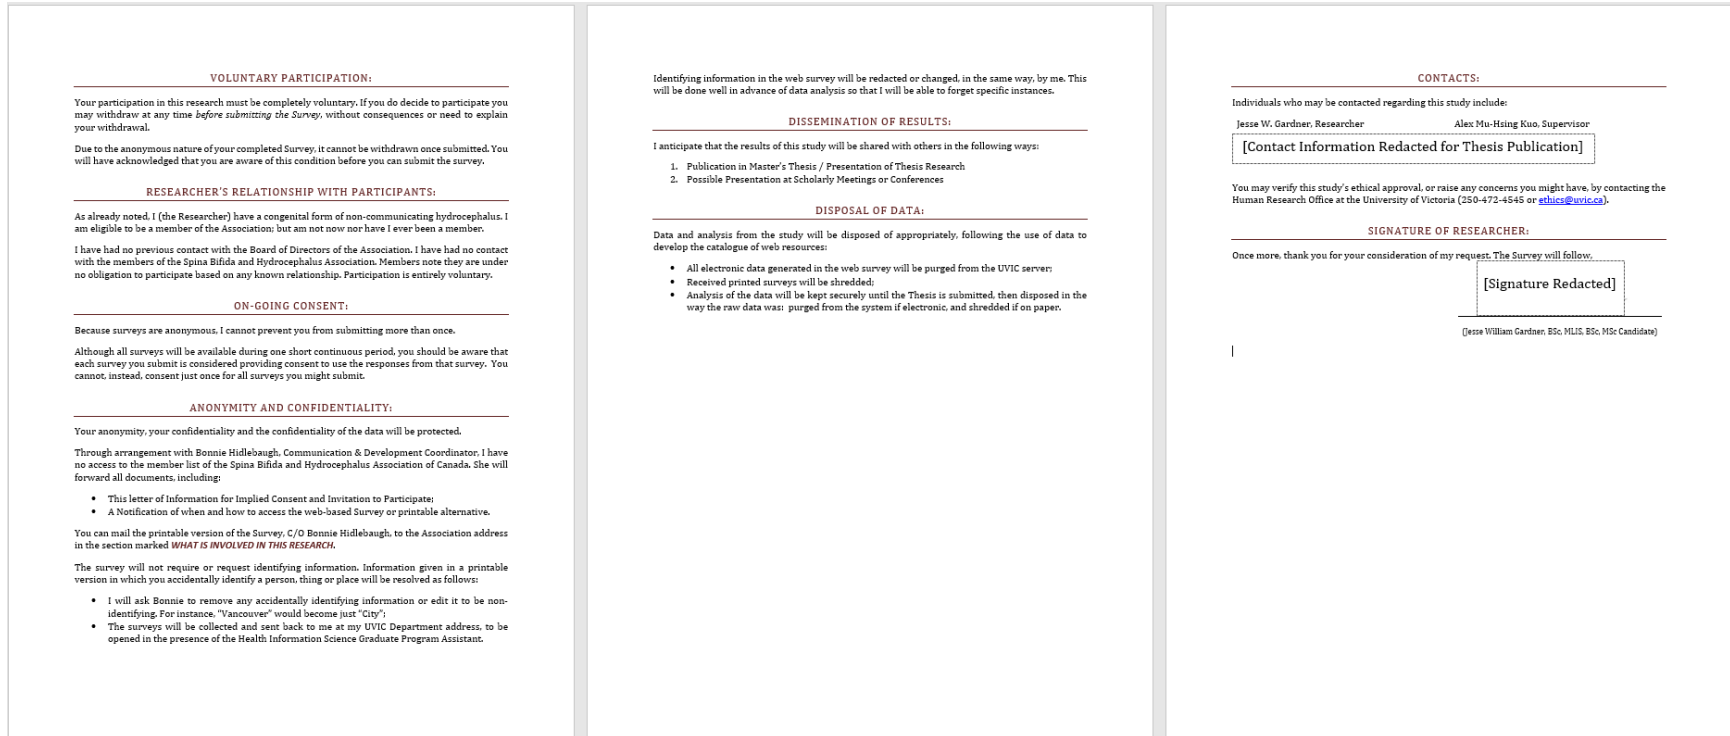 VOLUNTARY PARTICIPATION:
Your participation in this research must be completely voluntary. If you do decide to participate you
may withdraw at any time before submitting the Survey, without consequences or need to explain
your withdrawal.
Due to the anonymous nature of your completed Survey, it cannot be withdrawn once submitted. You
will have acknowledged that you are aware of this condition before you can submit the survey.
RESEARCHER'S RELATIONSHIP WITH PARTICIPANTS:
As already noted, I (the Researcher) have a congenital form of non-communicating hydrocephalus. I
am eligible to be a member of the Association; but am not now nor have I ever been a member.
I have had no previous contact with the Board of Directors of the Association. I have had no contact
with the members of the Spina Bifida and Hydrocephalus Association. Members note they are under
no obligation to participate based on any known relationship. Participation is entirely voluntary.
ON-GOING CONSENT:
Because surveys are anonymous, I cannot prevent you from submitting more than once.
Although all surveys will be available during one short continuous period, you should be aware that
each survey you submit is considered providing consent to use the responses from that survey. You
cannot, instead, consent just once for all surveys you might submit.
ANONYMITY AND CONFIDENTIALITY:
Your anonymity, your confidentiality and the confidentiality of the data will be protected.
Through arrangement with Bonnie Hidlebaugh, Communication & Development Coordinator, I have
no access to the member list of the Spina Bifida and Hydrocephalus Association of Canada. She will
forward all documents, including:
• This letter of Information for Implied Consent and Invitation to Participate;
• A Notification of when and how to access the web-based Survey or printable alternative.
You can mail the printable version of the Survey, C/O Bonnie Hidlebaugh, to the Association address
in the section marked WHAT IS INVOLVED IN THIS RESEARCH.
The survey will not require or request identifying information. Information given in a printable
version in which you accidentally identify a person, thing or place will be resolved as follows:
• I will ask Bonnie to remove any accidentally identifying information or edit it to be non-
identifying. For instance, “Vancouver” would become just “City”;
• The surveys will be collected and sent back to me at my UVIC Department address, to be
opened in the presence of the Health Information Science Graduate Program Assistant.
Identifying information in the web survey will be redacted or changed, in the same way, by me. This
will be done well in advance of data analysis so that I will be able to forget specific instances.
DISSEMINATION OF RESULTS:
I anticipate that the results of this study will be shared with others in the following ways:
1. Publication in Master's Thesis / Presentation of Thesis Research
2. Possible Presentation at Scholarly Meetings or Conferences
DISPOSAL OF DATA:
Data and analysis from the study will be disposed of appropriately, following the use of data to
develop the catalogue of web resources:
• All electronic data generated in the web survey will be purged from the UVIC server;
• Received printed surveys will be shredded;
• Analysis of the data will be kept securely until the Thesis is submitted, then disposed in the
way the raw data was: purged from the system if electronic, and shredded if on paper.
CONTACTS:
Individuals who may be contacted regarding this study include:
Jesse W. Gardner, Researcher Alex Mu-Hsing Kuo, Supervisor
[Contact Information Redacted for Thesis Publication]
You may verify this study's ethical approval, or raise any concerns you might have, by contacting the
Human Research Office at the University of Victoria (250-472-4545 or ethics@uvic.ca).
SIGNATURE OF RESEARCHER:
Once more, thank you for your consideration of my request. The Survey will follow,
[Signature Redacted]
(Jesse William Gardner, BSc, MLIS, BSc, MSc Candidate)